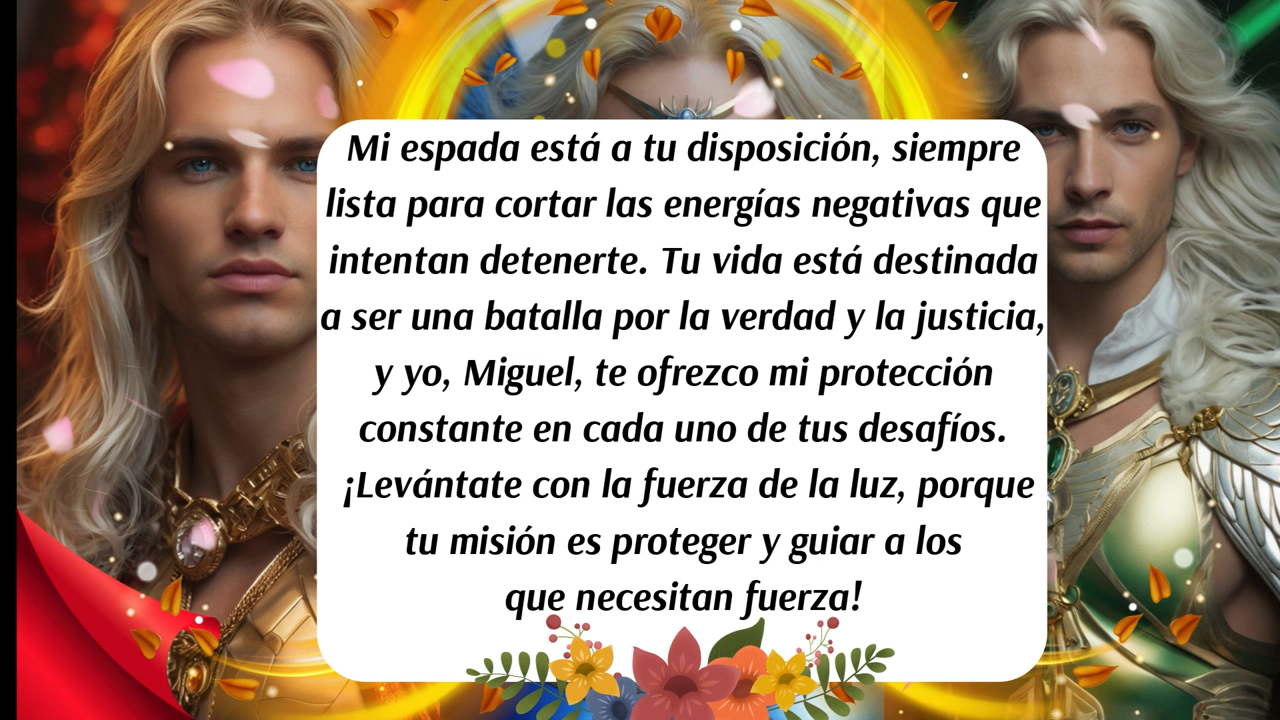 Mi espada está a tu disposición, siempre
lista para cortar las energías negativas que
intentan detenerte. Tu vida está destinada
a ser una batalla por la verdad y la justicia,
y yo, Miguel, te ofrezco mi protección
constante en cada uno de tus desafíos.
¡Levántate con la fuerza de la luz, porque
tu misión es proteger y guiar a los
que necesitan fuerza!